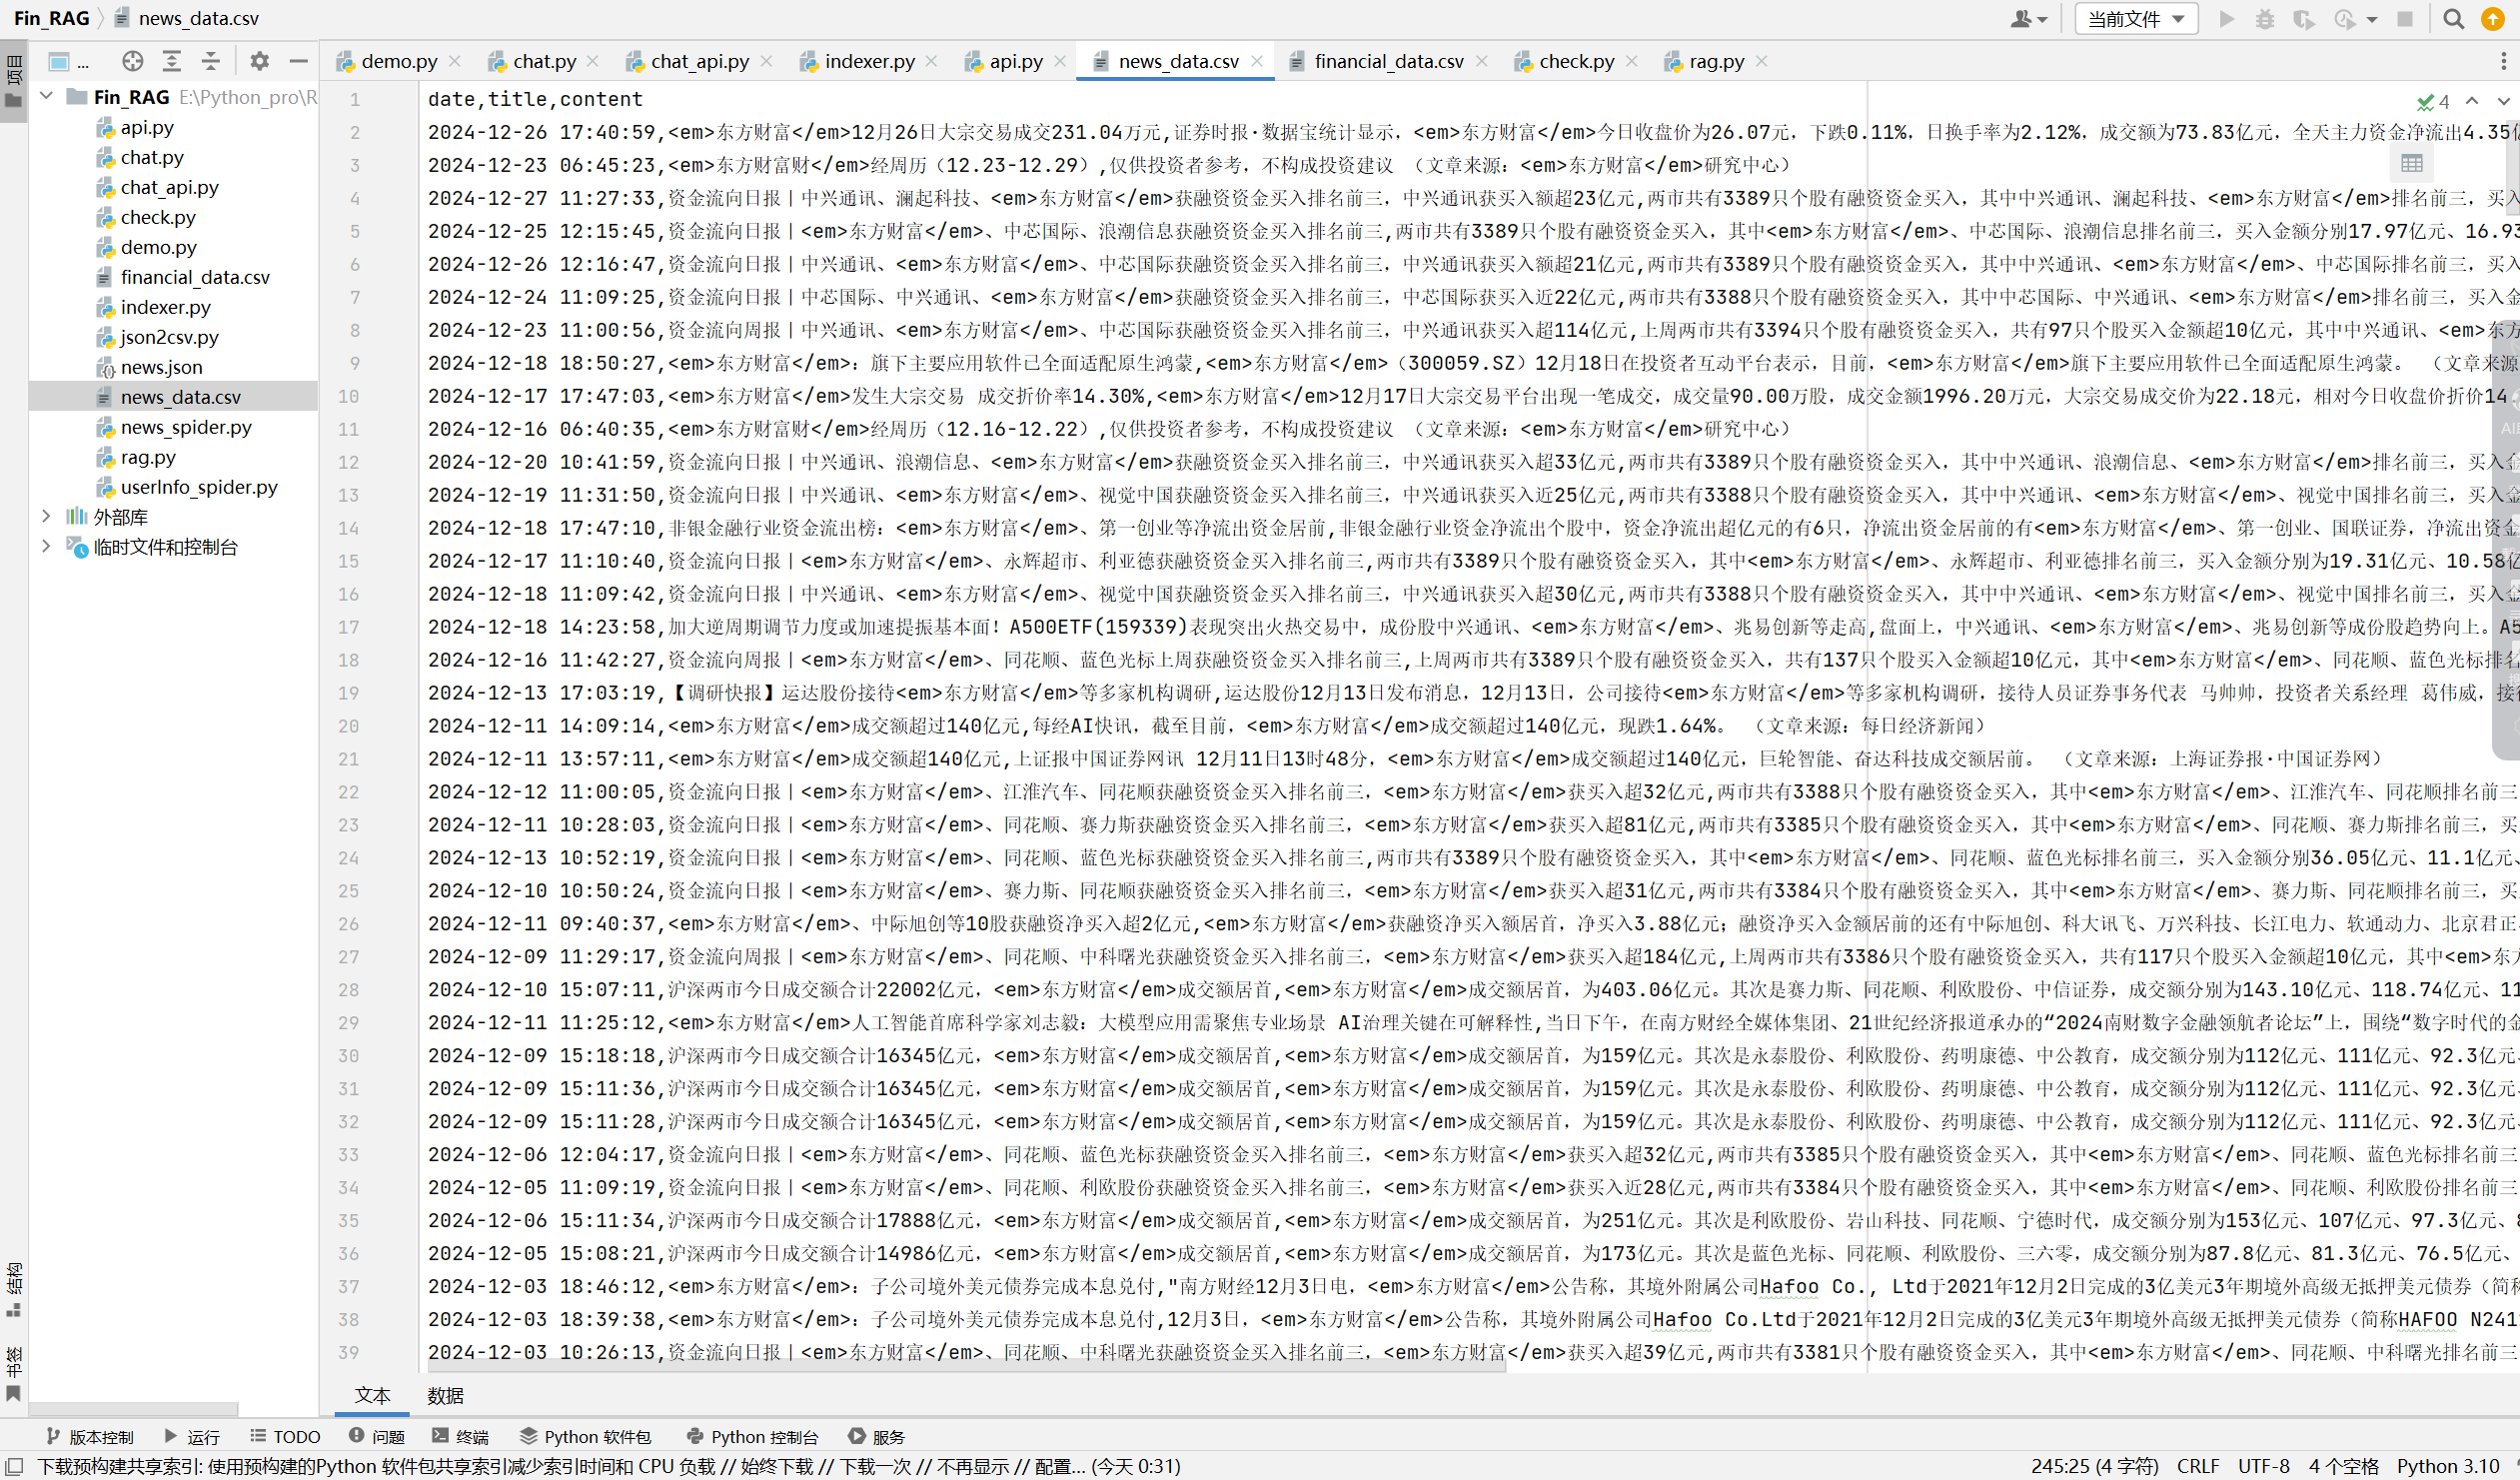 Fin_RAG news_data.csv 当前文件
项目 ... demo.py chat.py chat_api.py indexer.py api.py news_data.csv financial_data.csv check.py rag.py
Fin_RAG E:\Python_pro\R
api.py
chat.py
chat_api.py
check.py
demo.py
financial_data.csv
indexer.py
json2csv.py
news.json
news_data.csv
news_spider.py
rag.py
userInfo_spider.py
外部库
临时文件和控制台
结构
书签
4
1 date,title,content
2 2024-12-26 17:40:59,<em>东方财富</em>12月26日大宗交易成交231.04万元,证券时报·数据宝统计显示，<em>东方财富</em>今日收盘价为26.07元，下跌0.11%，日换手率为2.12%，成交额为73.83亿元，全天主力资金净流出4.35亿
3 2024-12-23 06:45:23,<em>东方财富财</em>经周历（12.23-12.29）,仅供投资者参考，不构成投资建议 （文章来源：<em>东方财富</em>研究中心）
4 2024-12-27 11:27:33,资金流向日报丨中兴通讯、澜起科技、<em>东方财富</em>获融资资金买入排名前三，中兴通讯获买入额超23亿元,两市共有3389只个股有融资资金买入，其中中兴通讯、澜起科技、<em>东方财富</em>排名前三，买入
5 2024-12-25 12:15:45,资金流向日报丨<em>东方财富</em>、中芯国际、浪潮信息获融资资金买入排名前三,两市共有3389只个股有融资资金买入，其中<em>东方财富</em>、中芯国际、浪潮信息排名前三，买入金额分别17.97亿元、16.93
6 2024-12-26 12:16:47,资金流向日报丨中兴通讯、<em>东方财富</em>、中芯国际获融资资金买入排名前三，中兴通讯获买入额超21亿元,两市共有3389只个股有融资资金买入，其中中兴通讯、<em>东方财富</em>、中芯国际排名前三，买入
7 2024-12-24 11:09:25,资金流向日报丨中芯国际、中兴通讯、<em>东方财富</em>获融资资金买入排名前三，中芯国际获买入近22亿元,两市共有3388只个股有融资资金买入，其中中芯国际、中兴通讯、<em>东方财富</em>排名前三，买入金
8 2024-12-23 11:00:56,资金流向周报丨中兴通讯、<em>东方财富</em>、中芯国际获融资资金买入排名前三，中兴通讯获买入超114亿元,上周两市共有3394只个股有融资资金买入，共有97只个股买入金额超10亿元，其中中兴通讯、<em>东方
9 2024-12-18 18:50:27,<em>东方财富</em>：旗下主要应用软件已全面适配原生鸿蒙,<em>东方财富</em>（300059.SZ）12月18日在投资者互动平台表示，目前，<em>东方财富</em>旗下主要应用软件已全面适配原生鸿蒙。 （文章来源
10 2024-12-17 17:47:03,<em>东方财富</em>发生大宗交易 成交折价率14.30%,<em>东方财富</em>12月17日大宗交易平台出现一笔成交，成交量90.00万股，成交金额1996.20万元，大宗交易成交价为22.18元，相对今日收盘价折价14
11 2024-12-16 06:40:35,<em>东方财富财</em>经周历（12.16-12.22）,仅供投资者参考，不构成投资建议 （文章来源：<em>东方财富</em>研究中心）
12 2024-12-20 10:41:59,资金流向日报丨中兴通讯、浪潮信息、<em>东方财富</em>获融资资金买入排名前三，中兴通讯获买入超33亿元,两市共有3389只个股有融资资金买入，其中中兴通讯、浪潮信息、<em>东方财富</em>排名前三，买入金
13 2024-12-19 11:31:50,资金流向日报丨中兴通讯、<em>东方财富</em>、视觉中国获融资资金买入排名前三，中兴通讯获买入近25亿元,两市共有3388只个股有融资资金买入，其中中兴通讯、<em>东方财富</em>、视觉中国排名前三，买入金
14 2024-12-18 17:47:10,非银金融行业资金流出榜：<em>东方财富</em>、第一创业等净流出资金居前,非银金融行业资金净流出个股中，资金净流出超亿元的有6只，净流出资金居前的有<em>东方财富</em>、第一创业、国联证券，净流出资金
15 2024-12-17 11:10:40,资金流向日报丨<em>东方财富</em>、永辉超市、利亚德获融资资金买入排名前三,两市共有3389只个股有融资资金买入，其中<em>东方财富</em>、永辉超市、利亚德排名前三，买入金额分别为19.31亿元、10.58亿
16 2024-12-18 11:09:42,资金流向日报丨中兴通讯、<em>东方财富</em>、视觉中国获融资资金买入排名前三，中兴通讯获买入超30亿元,两市共有3388只个股有融资资金买入，其中中兴通讯、<em>东方财富</em>、视觉中国排名前三，买入金
17 2024-12-18 14:23:58,加大逆周期调节力度或加速提振基本面！A500ETF(159339)表现突出火热交易中，成份股中兴通讯、<em>东方财富</em>、兆易创新等走高,盘面上，中兴通讯、<em>东方财富</em>、兆易创新等成份股趋势向上。A5
18 2024-12-16 11:42:27,资金流向周报丨<em>东方财富</em>、同花顺、蓝色光标上周获融资资金买入排名前三,上周两市共有3389只个股有融资资金买入，共有137只个股买入金额超10亿元，其中<em>东方财富</em>、同花顺、蓝色光标排名
19 2024-12-13 17:03:19,【调研快报】运达股份接待<em>东方财富</em>等多家机构调研,运达股份12月13日发布消息，12月13日，公司接待<em>东方财富</em>等多家机构调研，接待人员证券事务代表 马帅帅，投资者关系经理 葛伟威，接待
20 2024-12-11 14:09:14,<em>东方财富</em>成交额超过140亿元,每经AI快讯，截至目前，<em>东方财富</em>成交额超过140亿元，现跌1.64%。 （文章来源：每日经济新闻）
21 2024-12-11 13:57:11,<em>东方财富</em>成交额超140亿元,上证报中国证券网讯 12月11日13时48分，<em>东方财富</em>成交额超过140亿元，巨轮智能、奋达科技成交额居前。 （文章来源：上海证券报·中国证券网）
22 2024-12-12 11:00:05,资金流向日报丨<em>东方财富</em>、江淮汽车、同花顺获融资资金买入排名前三，<em>东方财富</em>获买入超32亿元,两市共有3388只个股有融资资金买入，其中<em>东方财富</em>、江淮汽车、同花顺排名前三
23 2024-12-11 10:28:03,资金流向日报丨<em>东方财富</em>、同花顺、赛力斯获融资资金买入排名前三，<em>东方财富</em>获买入超81亿元,两市共有3385只个股有融资资金买入，其中<em>东方财富</em>、同花顺、赛力斯排名前三，买
24 2024-12-13 10:52:19,资金流向日报丨<em>东方财富</em>、同花顺、蓝色光标获融资资金买入排名前三,两市共有3389只个股有融资资金买入，其中<em>东方财富</em>、同花顺、蓝色光标排名前三，买入金额分别36.05亿元、11.1亿元、
25 2024-12-10 10:50:24,资金流向日报丨<em>东方财富</em>、赛力斯、同花顺获融资资金买入排名前三，<em>东方财富</em>获买入超31亿元,两市共有3384只个股有融资资金买入，其中<em>东方财富</em>、赛力斯、同花顺排名前三，买
26 2024-12-11 09:40:37,<em>东方财富</em>、中际旭创等10股获融资净买入超2亿元,<em>东方财富</em>获融资净买入额居首，净买入3.88亿元；融资净买入金额居前的还有中际旭创、科大讯飞、万兴科技、长江电力、软通动力、北京君正
27 2024-12-09 11:29:17,资金流向周报丨<em>东方财富</em>、同花顺、中科曙光获融资资金买入排名前三，<em>东方财富</em>获买入超184亿元,上周两市共有3386只个股有融资资金买入，共有117只个股买入金额超10亿元，其中<em>东方
28 2024-12-10 15:07:11,沪深两市今日成交额合计22002亿元，<em>东方财富</em>成交额居首,<em>东方财富</em>成交额居首，为403.06亿元。其次是赛力斯、同花顺、利欧股份、中信证券，成交额分别为143.10亿元、118.74亿元、11
29 2024-12-11 11:25:12,<em>东方财富</em>人工智能首席科学家刘志毅：大模型应用需聚焦专业场景 AI治理关键在可解释性,当日下午，在南方财经全媒体集团、21世纪经济报道承办的“2024南财数字金融领航者论坛”上，围绕“数字时代的金
30 2024-12-09 15:18:18,沪深两市今日成交额合计16345亿元，<em>东方财富</em>成交额居首,<em>东方财富</em>成交额居首，为159亿元。其次是永泰股份、利欧股份、药明康德、中公教育，成交额分别为112亿元、111亿元、92.3亿元
31 2024-12-09 15:11:36,沪深两市今日成交额合计16345亿元，<em>东方财富</em>成交额居首,<em>东方财富</em>成交额居首，为159亿元。其次是永泰股份、利欧股份、药明康德、中公教育，成交额分别为112亿元、111亿元、92.3亿元
32 2024-12-09 15:11:28,沪深两市今日成交额合计16345亿元，<em>东方财富</em>成交额居首,<em>东方财富</em>成交额居首，为159亿元。其次是永泰股份、利欧股份、药明康德、中公教育，成交额分别为112亿元、111亿元、92.3亿元
33 2024-12-06 12:04:17,资金流向日报丨<em>东方财富</em>、同花顺、蓝色光标获融资资金买入排名前三，<em>东方财富</em>获买入超32亿元,两市共有3385只个股有融资资金买入，其中<em>东方财富</em>、同花顺、蓝色光标排名前三
34 2024-12-05 11:09:19,资金流向日报丨<em>东方财富</em>、同花顺、利欧股份获融资资金买入排名前三，<em>东方财富</em>获买入近28亿元,两市共有3384只个股有融资资金买入，其中<em>东方财富</em>、同花顺、利欧股份排名前三
35 2024-12-06 15:11:34,沪深两市今日成交额合计17888亿元，<em>东方财富</em>成交额居首,<em>东方财富</em>成交额居首，为251亿元。其次是利欧股份、岩山科技、同花顺、宁德时代，成交额分别为153亿元、107亿元、97.3亿元、8
36 2024-12-05 15:08:21,沪深两市今日成交额合计14986亿元，<em>东方财富</em>成交额居首,<em>东方财富</em>成交额居首，为173亿元。其次是蓝色光标、同花顺、利欧股份、三六零，成交额分别为87.8亿元、81.3亿元、76.5亿元、
37 2024-12-03 18:46:12,<em>东方财富</em>：子公司境外美元债券完成本息兑付,"南方财经12月3日电，<em>东方财富</em>公告称，其境外附属公司Hafoo Co., Ltd于2021年12月2日完成的3亿美元3年期境外高级无抵押美元债券（简称
38 2024-12-03 18:39:38,<em>东方财富</em>：子公司境外美元债券完成本息兑付,12月3日，<em>东方财富</em>公告称，其境外附属公司Hafoo Co.Ltd于2021年12月2日完成的3亿美元3年期境外高级无抵押美元债券（简称HAFOO N241
39 2024-12-03 10:26:13,资金流向日报丨<em>东方财富</em>、同花顺、中科曙光获融资资金买入排名前三，<em>东方财富</em>获买入超39亿元,两市共有3381只个股有融资资金买入，其中<em>东方财富</em>、同花顺、中科曙光排名前三
文本 数据
版本控制 运行 TODO 问题 终端 Python 软件包 Python 控制台 服务
下载预构建共享索引: 使用预构建的Python 软件包共享索引减少索引时间和 CPU 负载 // 始终下载 // 下载一次 // 不再显示 // 配置... (今天 0:31) 245:25 (4 字符) CRLF UTF-8 4 个空格 Python 3.10